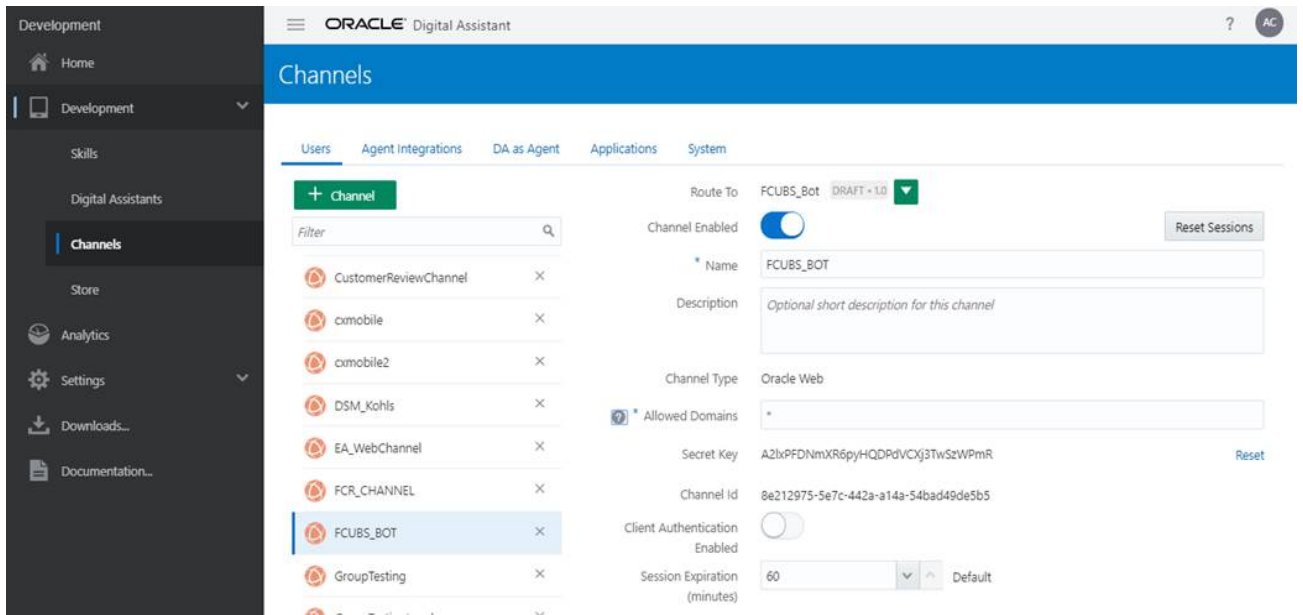 Development
Home
Development
Skills
Digital Assistants
Channels
Store
Analytics
Settings
Downloads...
Documentation...
ORACLE Digital Assistant
?
AC
Channels
Users Agent Integrations DA as Agent Applications System
+ Channel
Filter
CustomerReviewChannel
cxmobile
cxmobile2
DSM_Kohls
EA_WebChannel
FCR_CHANNEL
FCUBS_BOT
GroupTesting
Route To FCUBS_Bot DRAFT • 1.0
Channel Enabled Reset Sessions
* Name FCUBS_BOT
Description Optional short description for this channel
Channel Type Oracle Web
? * Allowed Domains *
Secret Key A2lxPFDNmXR6pyHQDPdVCXj3TwSzWPmR Reset
Channel Id 8e212975-5e7c-442a-a14a-54bad49de5b5
Client Authentication
Enabled
Session Expiration 60 Default
(minutes)